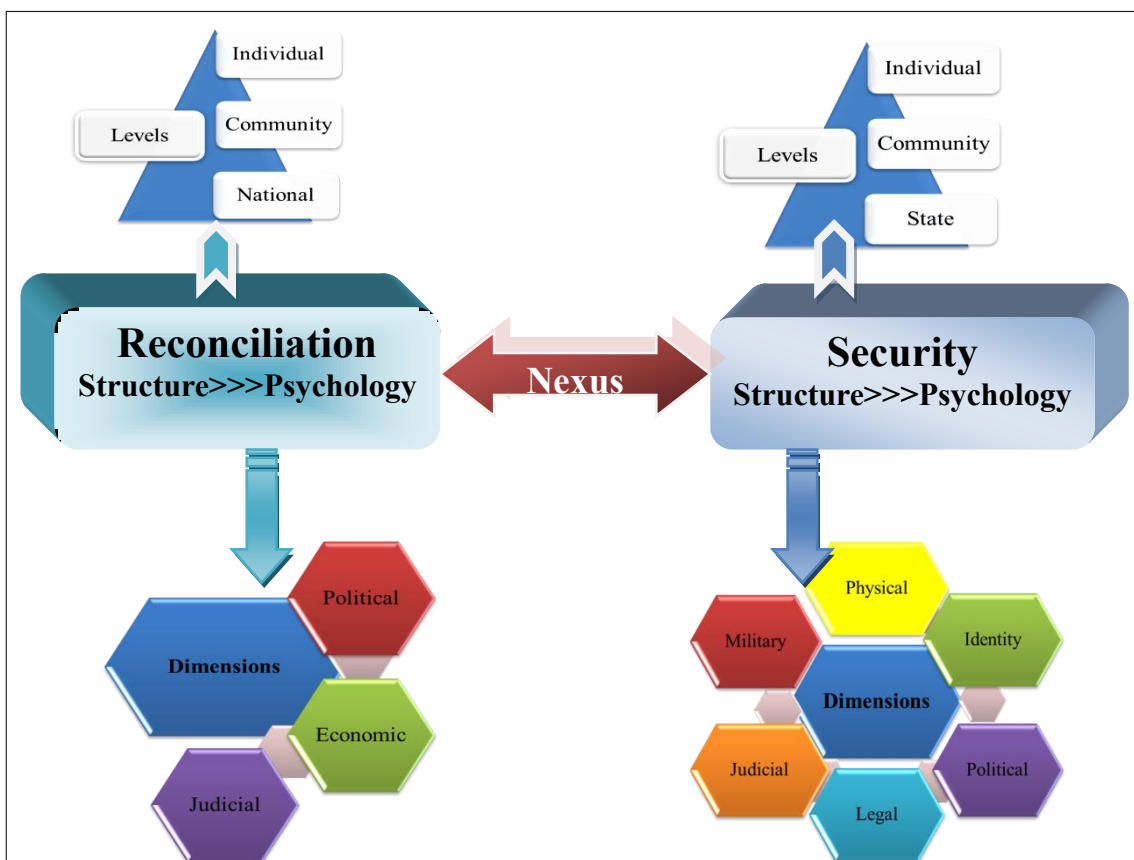 Individual
Community
Levels
National
Individual
Community
Levels
State
Reconciliation
Structure>>>Psychology
Nexus
Security
Structure>>>Psychology
Political
Dimensions
Economic
Judicial
Physical
Military
Identity
Dimensions
Judicial
Political
Legal